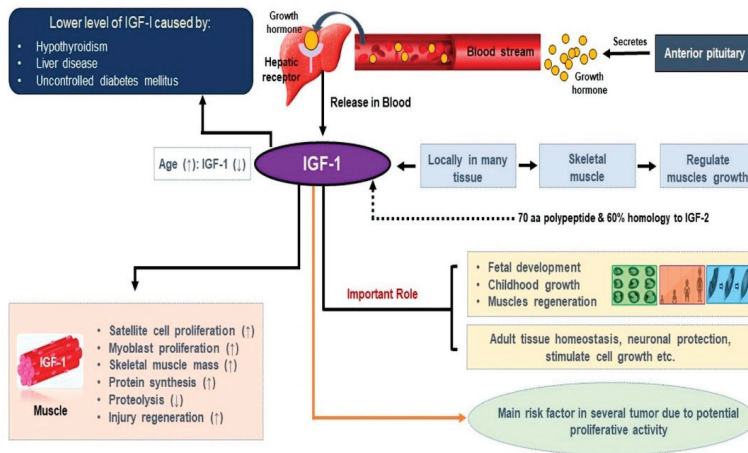 Lower level of IGF-I caused by:
• Hypothyroidism
• Liver disease
• Uncontrolled diabetes mellitus
Growth
hormone
Hepatic
receptor
Blood stream
Secretes
Growth
hormone
Anterior pituitary
Release in Blood
Age (↑): IGF-1 (↓)
IGF-1
Locally in many
tissue
Skeletal
muscle
Regulate
muscles growth
70 aa polypeptide & 60% homology to IGF-2
Important Role
• Fetal development
• Childhood growth
• Muscles regeneration
Adult tissue homeostasis, neuronal protection,
stimulate cell growth etc.
IGF-1
Muscle
• Satellite cell proliferation (↑)
• Myoblast proliferation (↑)
• Skeletal muscle mass (↑)
• Protein synthesis (↑)
• Proteolysis (↓)
• Injury regeneration (↑)
Main risk factor in several tumor due to potential
proliferative activity